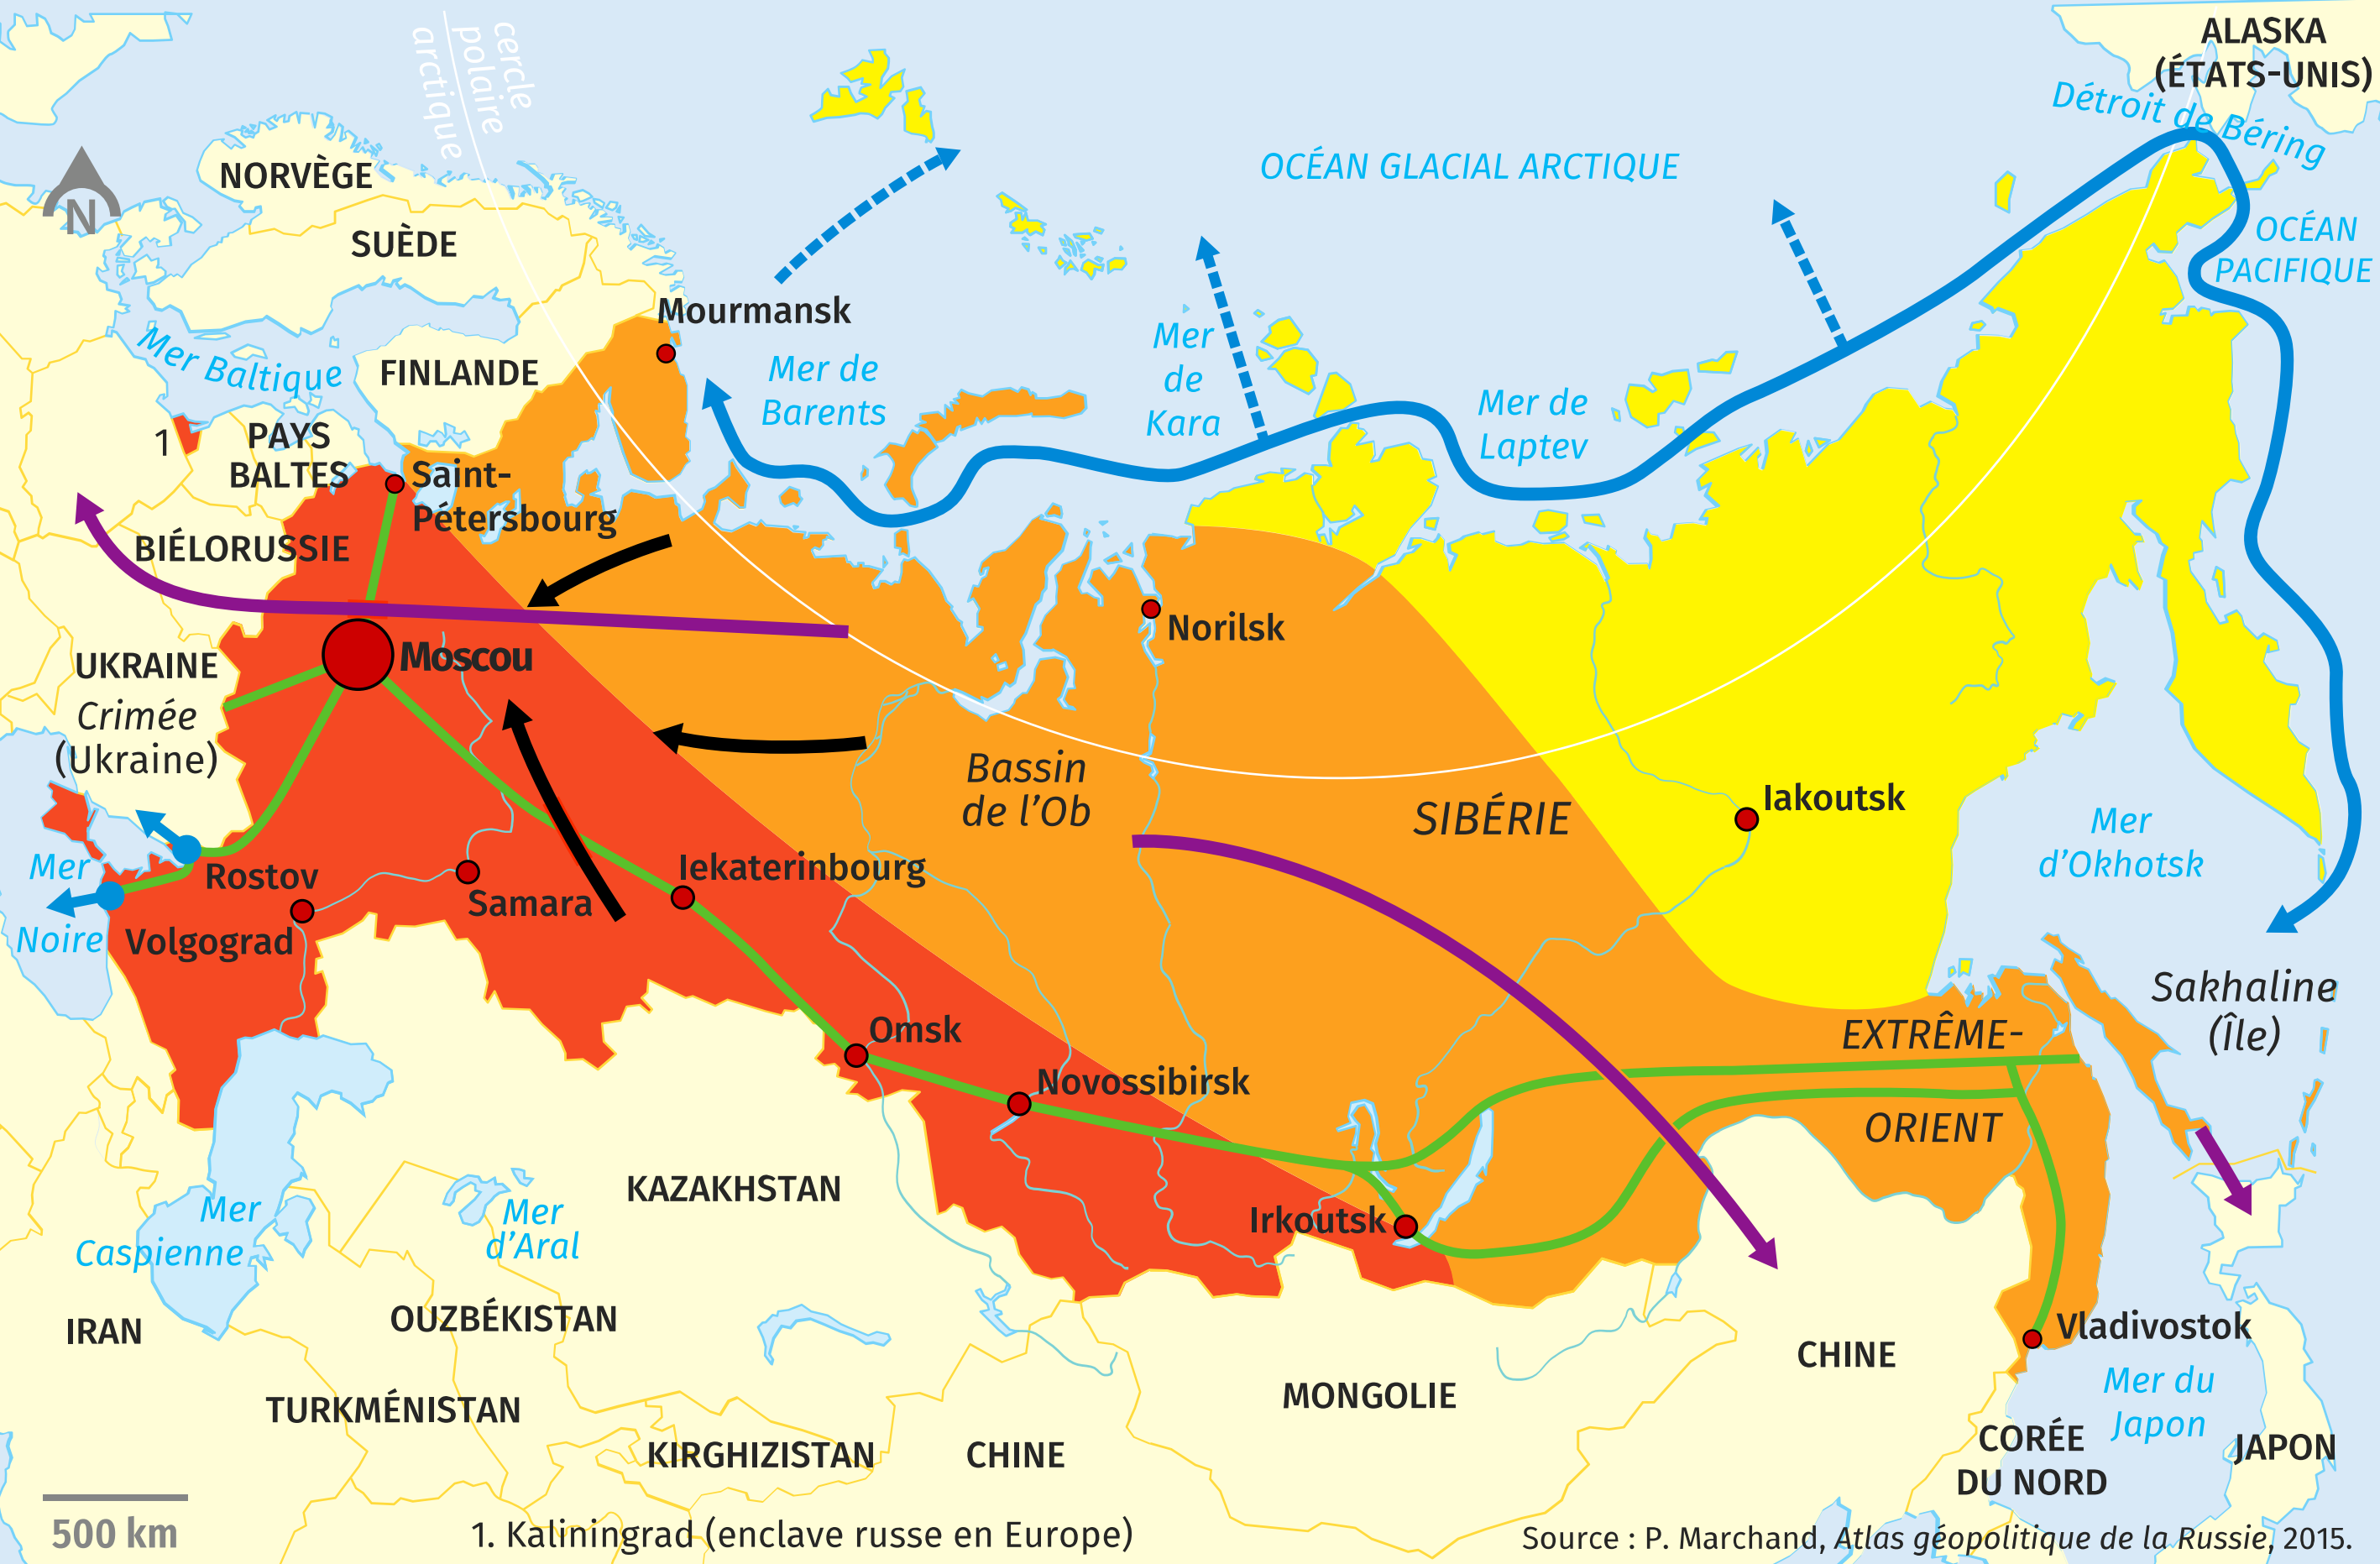 cercle
polaire
arctique
ALASKA
(ÉTATS-UNIS)
Détroit de Béring
OCÉAN GLACIAL ARCTIQUE
OCÉAN
PACIFIQUE
N
NORVÈGE
SUÈDE
FINLANDE
Mer Baltique
Mourmansk
Mer de
Barents
Mer
de
Kara
Mer de
Laptev
1
PAYS
BALTES
Saint-
Pétersbourg
BIÉLORUSSIE
Norilsk
UKRAINE
Moscou
Crimée
(Ukraine)
Bassin
de l'Ob
SIBÉRIE
Iakoutsk
Mer
d'Okhotsk
Mer
Noire
Rostov
Volgograd
Samara
Iekaterinbourg
Omsk
Novossibirsk
Sakhaline
(Île)
EXTRÊME-
ORIENT
KAZAKHSTAN
Irkoutsk
Mer
Caspienne
Mer
d'Aral
IRAN
OUZBÉKISTAN
TURKMÉNISTAN
KIRGHIZISTAN
CHINE
MONGOLIE
CHINE
Vladivostok
Mer du
Japon
CORÉE
DU NORD
JAPON
500 km
1. Kaliningrad (enclave russe en Europe)
Source : P. Marchand, Atlas géopolitique de la Russie, 2015.